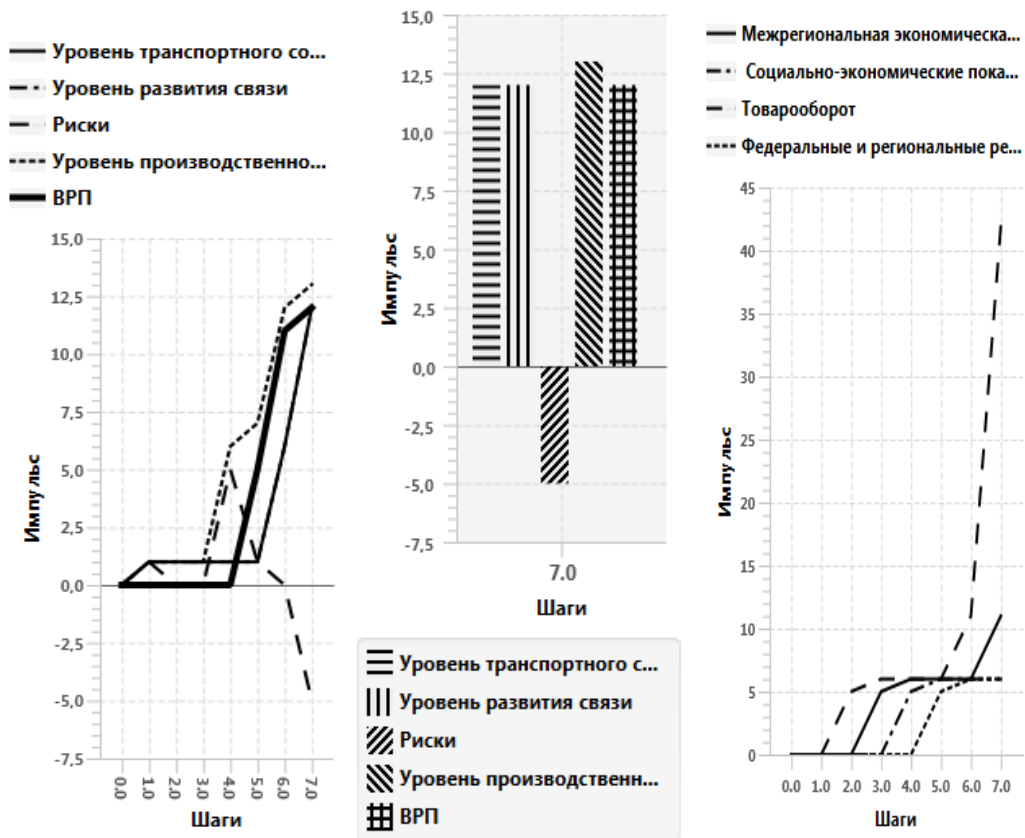 Уровень транспортного со...
Уровень развития связи
Риски
Уровень производственно...
ВРП
15,0
12,5
10,0
7,5
5,0
2,5
0,0
-2,5
-5,0
-7,5
Импульс
0.0 1.0 2.0 3.0 4.0 5.0 6.0 7.0
Шаги
15,0
12,5
10,0
7,5
5,0
2,5
0,0
-2,5
-5,0
-7,5
Импульс
7.0
Шаги
Уровень транспортного с...
Уровень развития связи
Риски
Уровень производственн...
ВРП
Межрегиональная экономическа...
Социально-экономические пока...
Товарооборот
Федеральные и региональные ре...
45
40
35
30
25
20
15
10
5
0
Импульс
0.0 1.0 2.0 3.0 4.0 5.0 6.0 7.0
Шаги